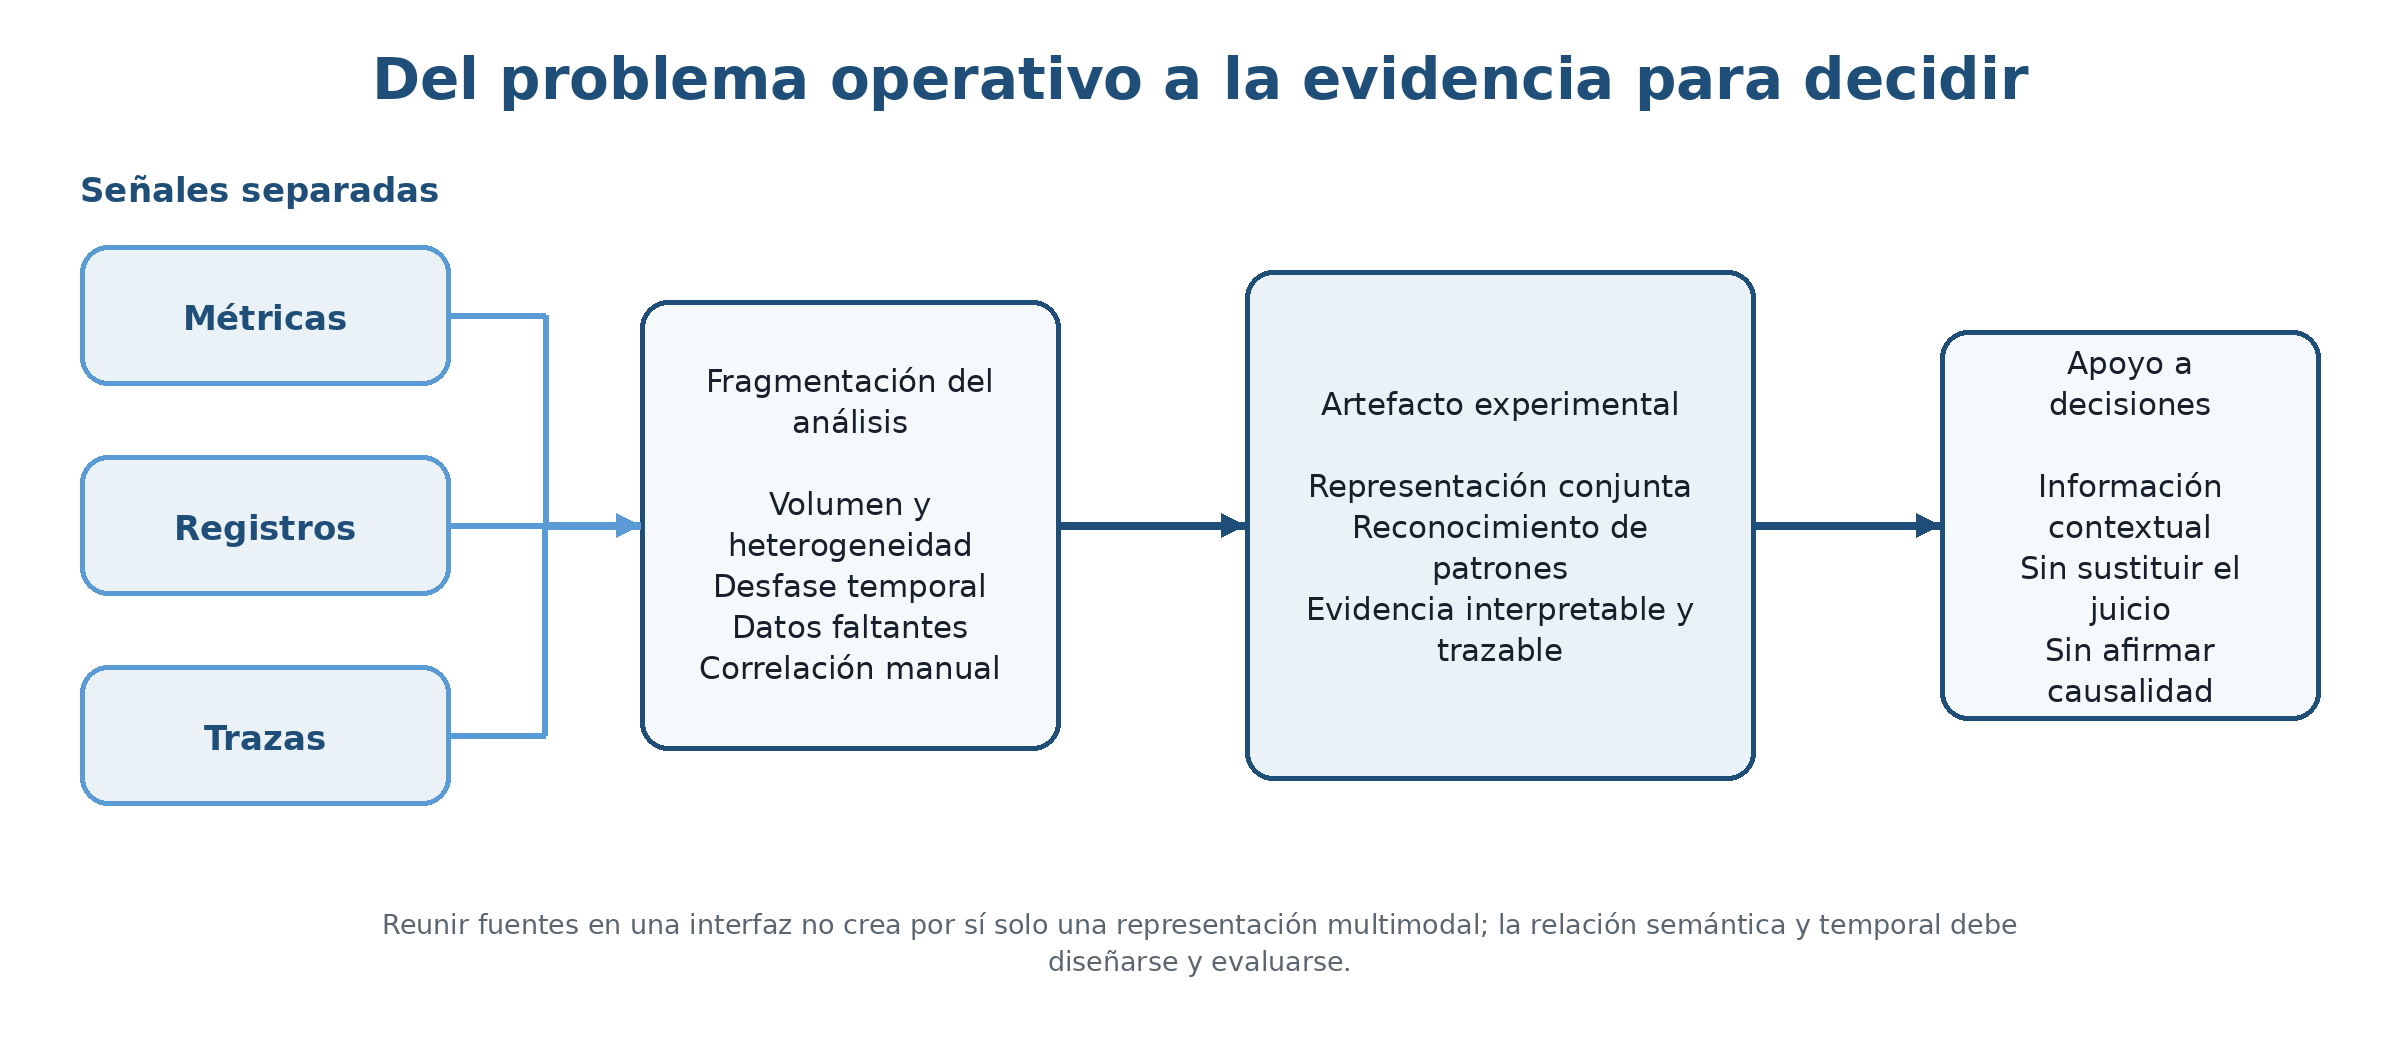 Del problema operativo a la evidencia para decidir
Señales separadas
Métricas
Registros
Trazas
Fragmentación del
análisis
Volumen y
heterogeneidad
Desfase temporal
Datos faltantes
Correlación manual
Artefacto experimental
Representación conjunta
Reconocimiento de
patrones
Evidencia interpretable y
trazable
Apoyo a
decisiones
Información
contextual
Sin sustituir el
juicio
Sin afirmar
causalidad
Reunir fuentes en una interfaz no crea por sí solo una representación multimodal; la relación semántica y temporal debe
diseñarse y evaluarse.